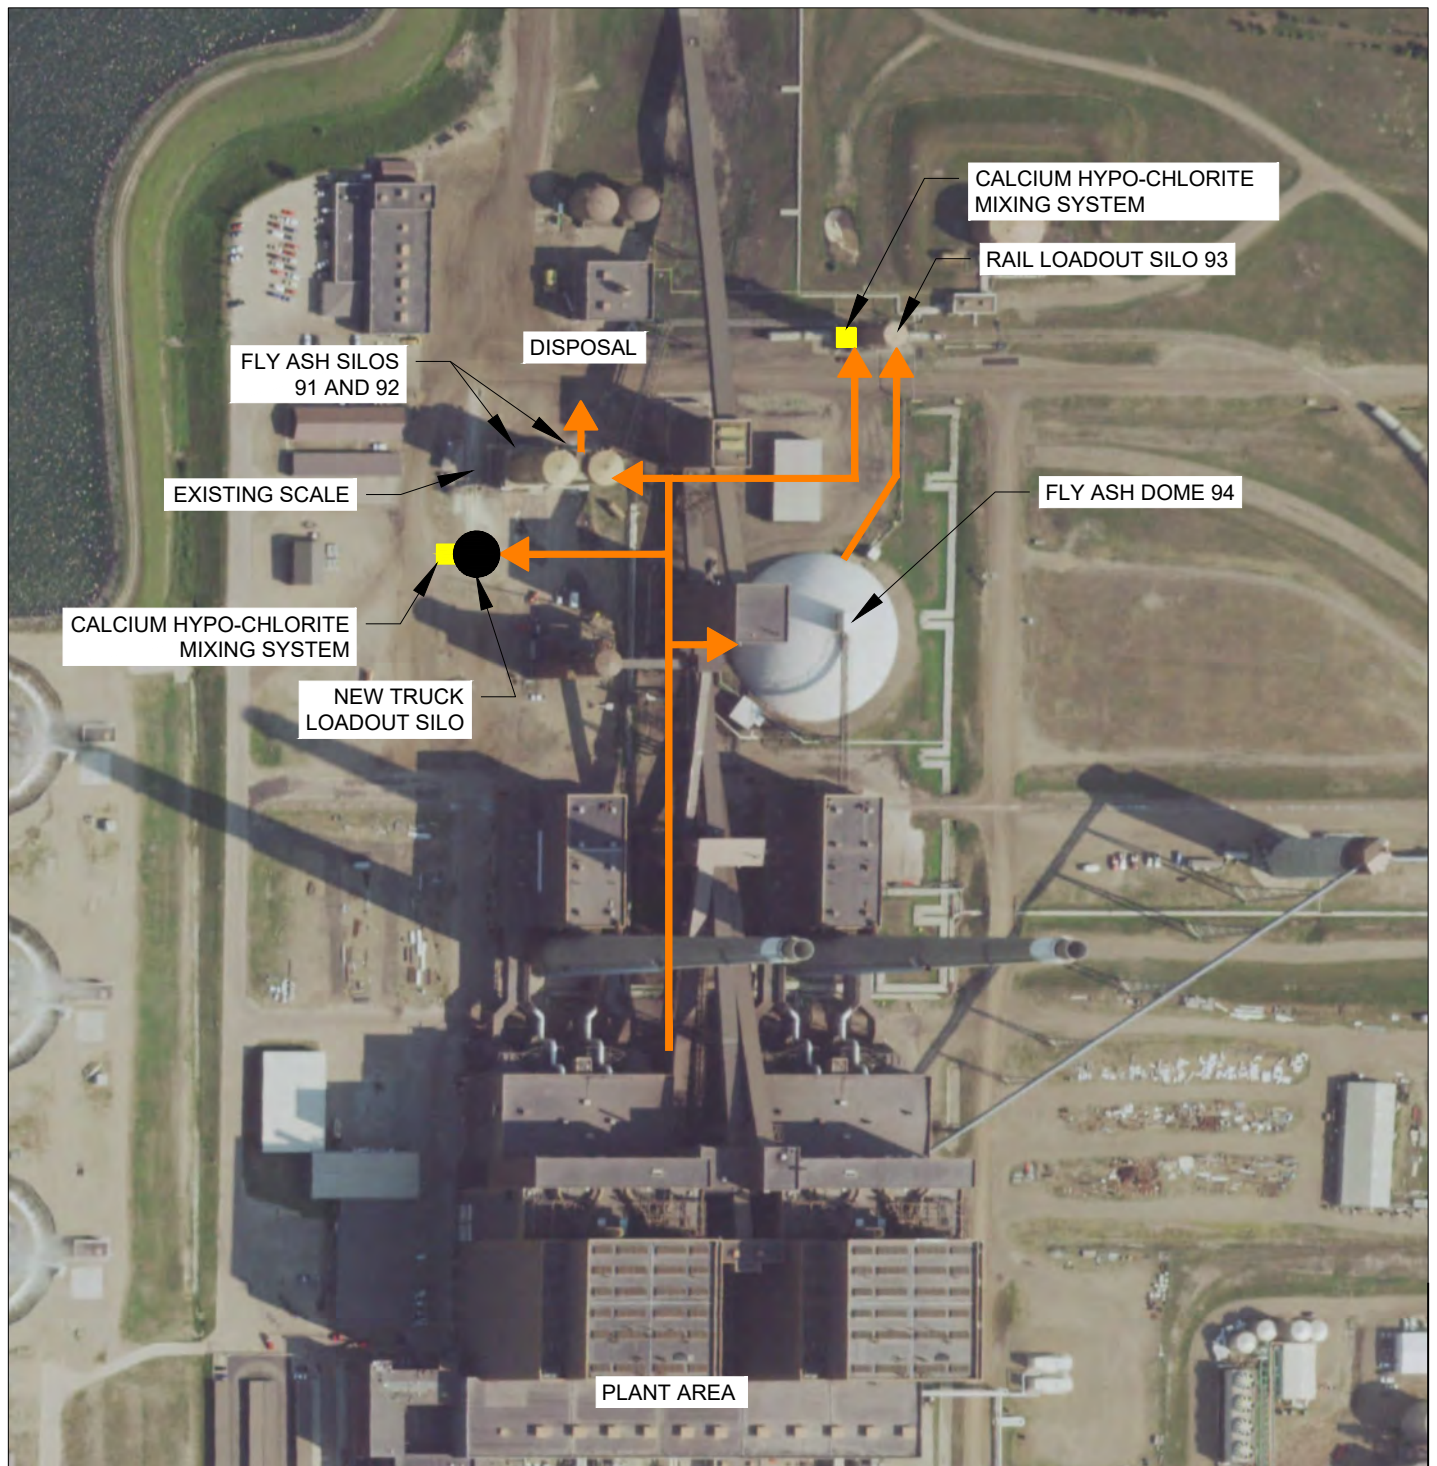 CALCIUM HYPO-CHLORITE
MIXING SYSTEM
RAIL LOADOUT SILO 93
DISPOSAL
FLY ASH SILOS
91 AND 92
EXISTING SCALE
FLY ASH DOME 94
CALCIUM HYPO-CHLORITE
MIXING SYSTEM
NEW TRUCK
LOADOUT SILO
PLANT AREA